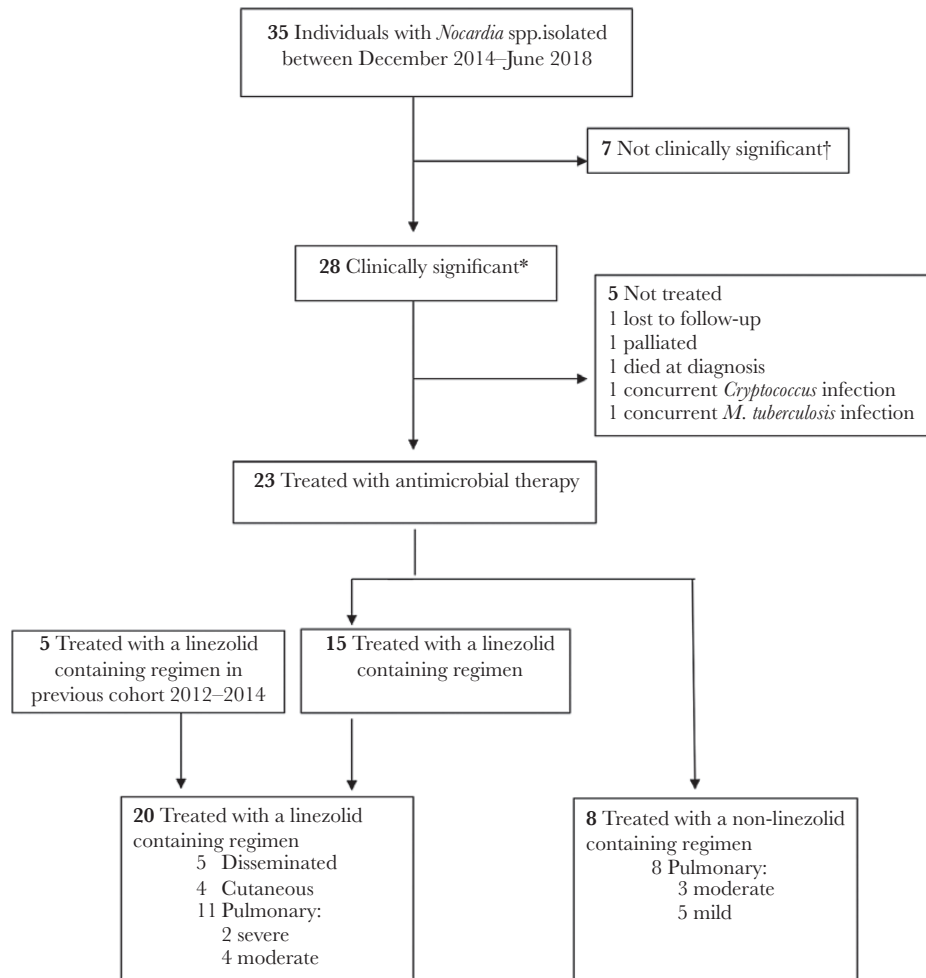 35 Individuals with Nocardia spp.isolated
between December 2014–June 2018
7 Not clinically significant†
28 Clinically significant*
5 Not treated
1 lost to follow-up
1 palliated
1 died at diagnosis
1 concurrent Cryptococcus infection
1 concurrent M. tuberculosis infection
23 Treated with antimicrobial therapy
5 Treated with a linezolid
containing regimen in
previous cohort 2012–2014
15 Treated with a linezolid
containing regimen
20 Treated with a linezolid
containing regimen
5 Disseminated
4 Cutaneous
11 Pulmonary:
2 severe
4 moderate
8 Treated with a non-linezolid
containing regimen
8 Pulmonary:
3 moderate
5 mild